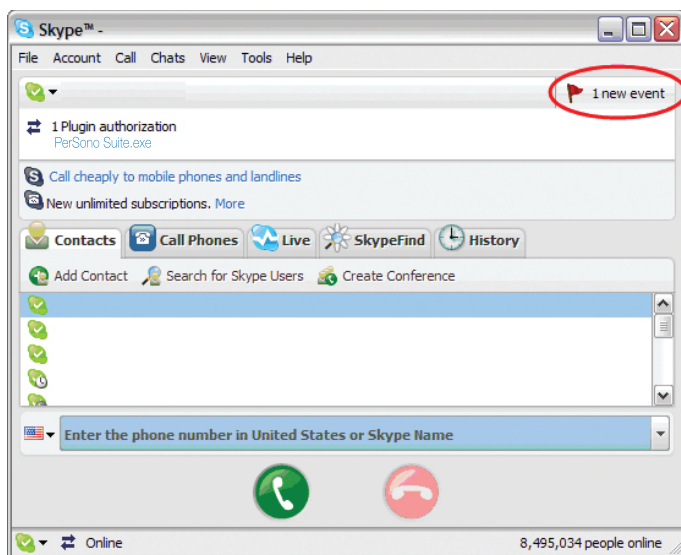 Skype™ -
File Account Call Chats View Tools Help
1 new event
1 Plugin authorization
PerSono Suite.exe
Call cheaply to mobile phones and landlines
New unlimited subscriptions. More
Contacts Call Phones Live SkypeFind History
Add Contact Search for Skype Users Create Conference
Enter the phone number in United States or Skype Name
Online 8,495,034 people online